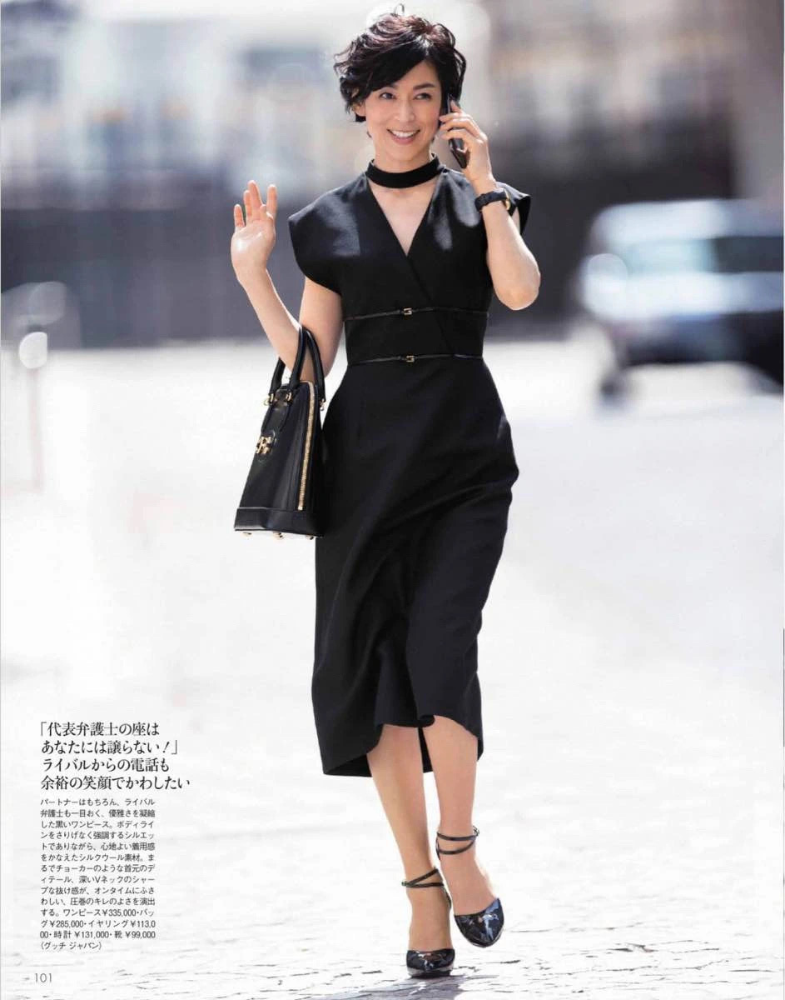 「代表弁護士の座は
あなたには譲らない！」
ライバルからの電話も
余裕の笑顔でかわしたい
パートナーはもちろん、ライバル
弁護士も一目おく、優雅さを凝縮
した黒いワンピース。ボディライ
ンをさりげなく強調するシルエッ
トでありながら、心地よい着用感
をかなえたシルクウール素材。ま
るでチョーカーのような首元のデ
ィテール、深いVネックのシャー
プな抜け感が、オンタイムにふさ
わしい、圧巻のキレのよさを演出
する。ワンピース¥335,000・バッ
グ¥285,000・イヤリング¥113,0
00・時計¥131,000・靴¥99,000
（グッチ ジャパン）
101